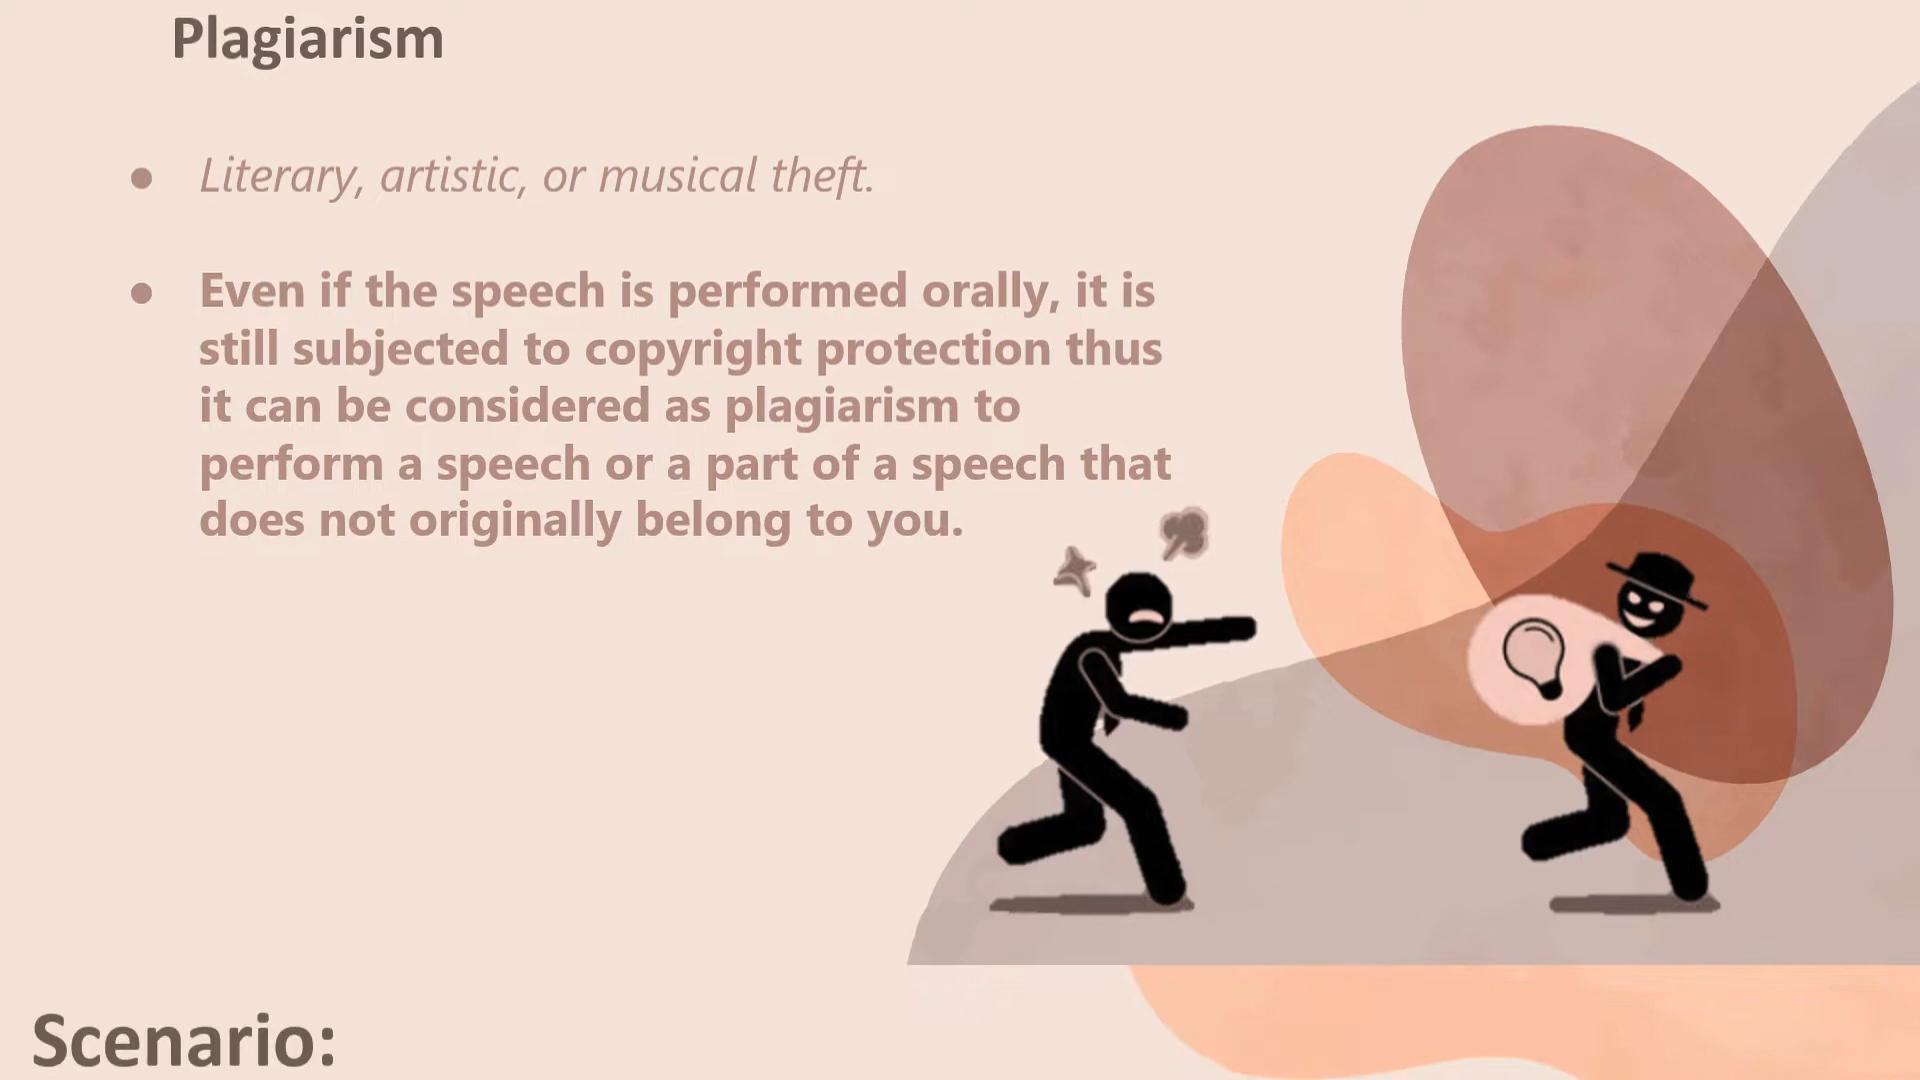 Plagiarism
● Literary, artistic, or musical theft.
● Even if the speech is performed orally, it is
still subjected to copyright protection thus
it can be considered as plagiarism to
perform a speech or a part of a speech that
does not originally belong to you.
Scenario: